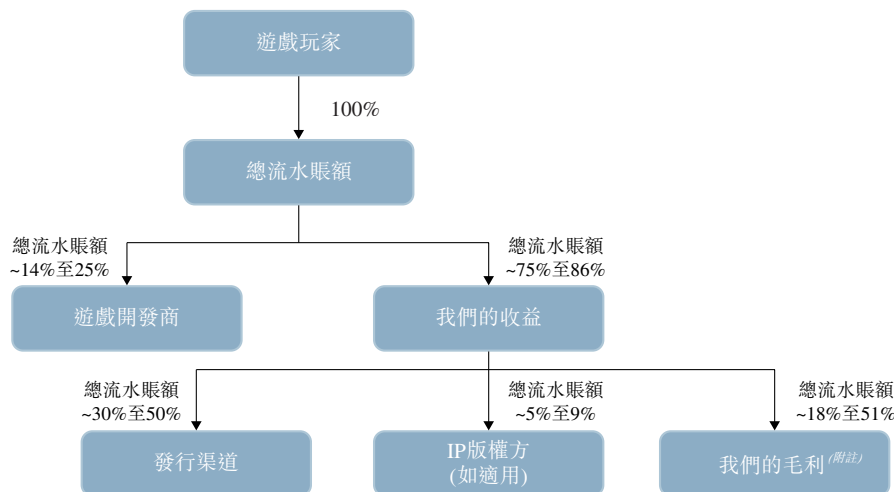 遊戲玩家
100%
總流水賬額
總流水賬額
~14%至25%
總流水賬額
~75%至86%
遊戲開發商
我們的收益
總流水賬額
~30%至50%
總流水賬額
~5%至9%
總流水賬額
~18%至51%
發行渠道
IP版權方
(如適用)
我們的毛利(附註)